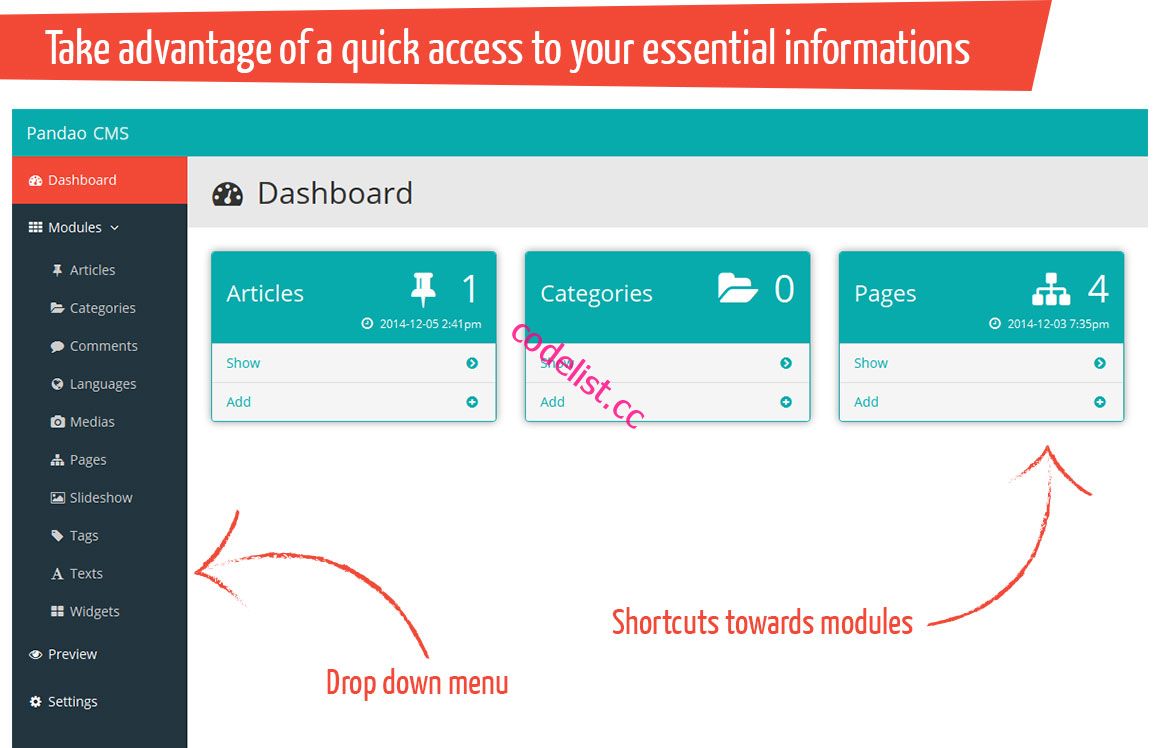 Take advantage of a quick access to your essential informations
Pandao CMS
Dashboard
Modules
Articles
Categories
Comments
Languages
Medias
Pages
Slideshow
Tags
Texts
Widgets
Preview
Settings
Dashboard
Articles 1
2014-12-05 2:41pm
Show
Add
Categories 0
Show
Add
Pages 4
2014-12-03 7:35pm
Show
Add
codelist.cc
Shortcuts towards modules
Drop down menu